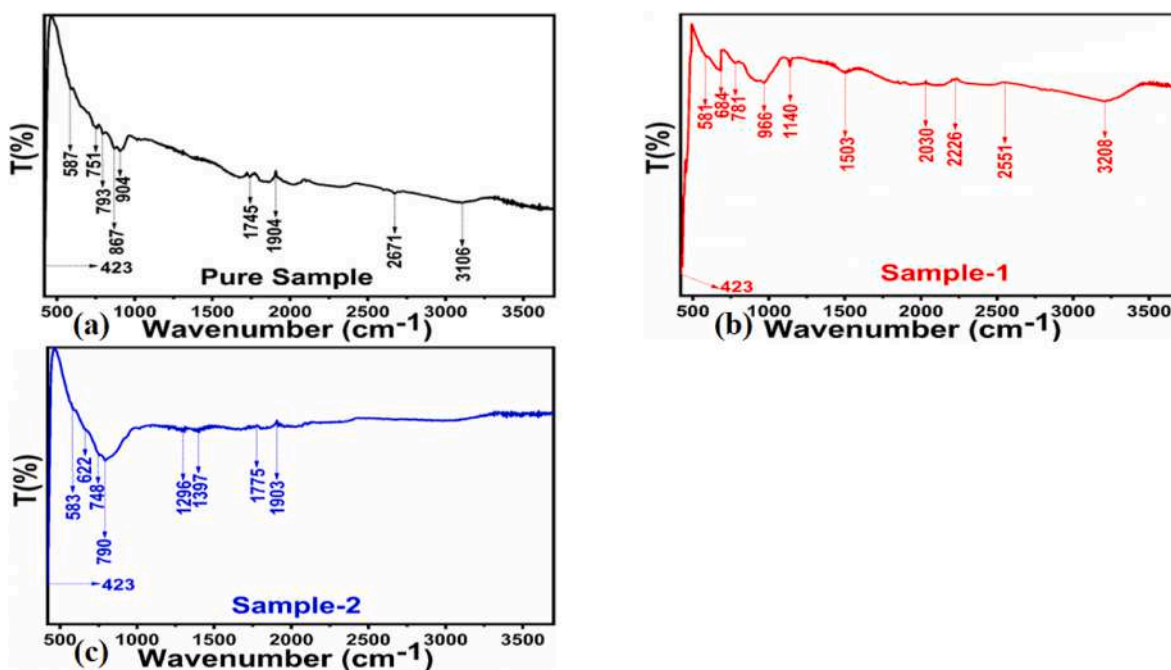 T(%)
587
751
793
867
904
1745
1904
2671
3106
423
Pure Sample
500 1000 1500 2000 2500 3000 3500
(a)
Wavenumber (cm⁻¹)
581
684
781
966
1140
1503
2030
2226
2551
3208
T(%)
423
Sample-1
500 1000 1500 2000 2500 3000 3500
(b)
Wavenumber (cm⁻¹)
T(%)
583
622
748
790
1296
1397
1775
1903
423
Sample-2
500 1000 1500 2000 2500 3000 3500
(c)
Wavenumber (cm⁻¹)